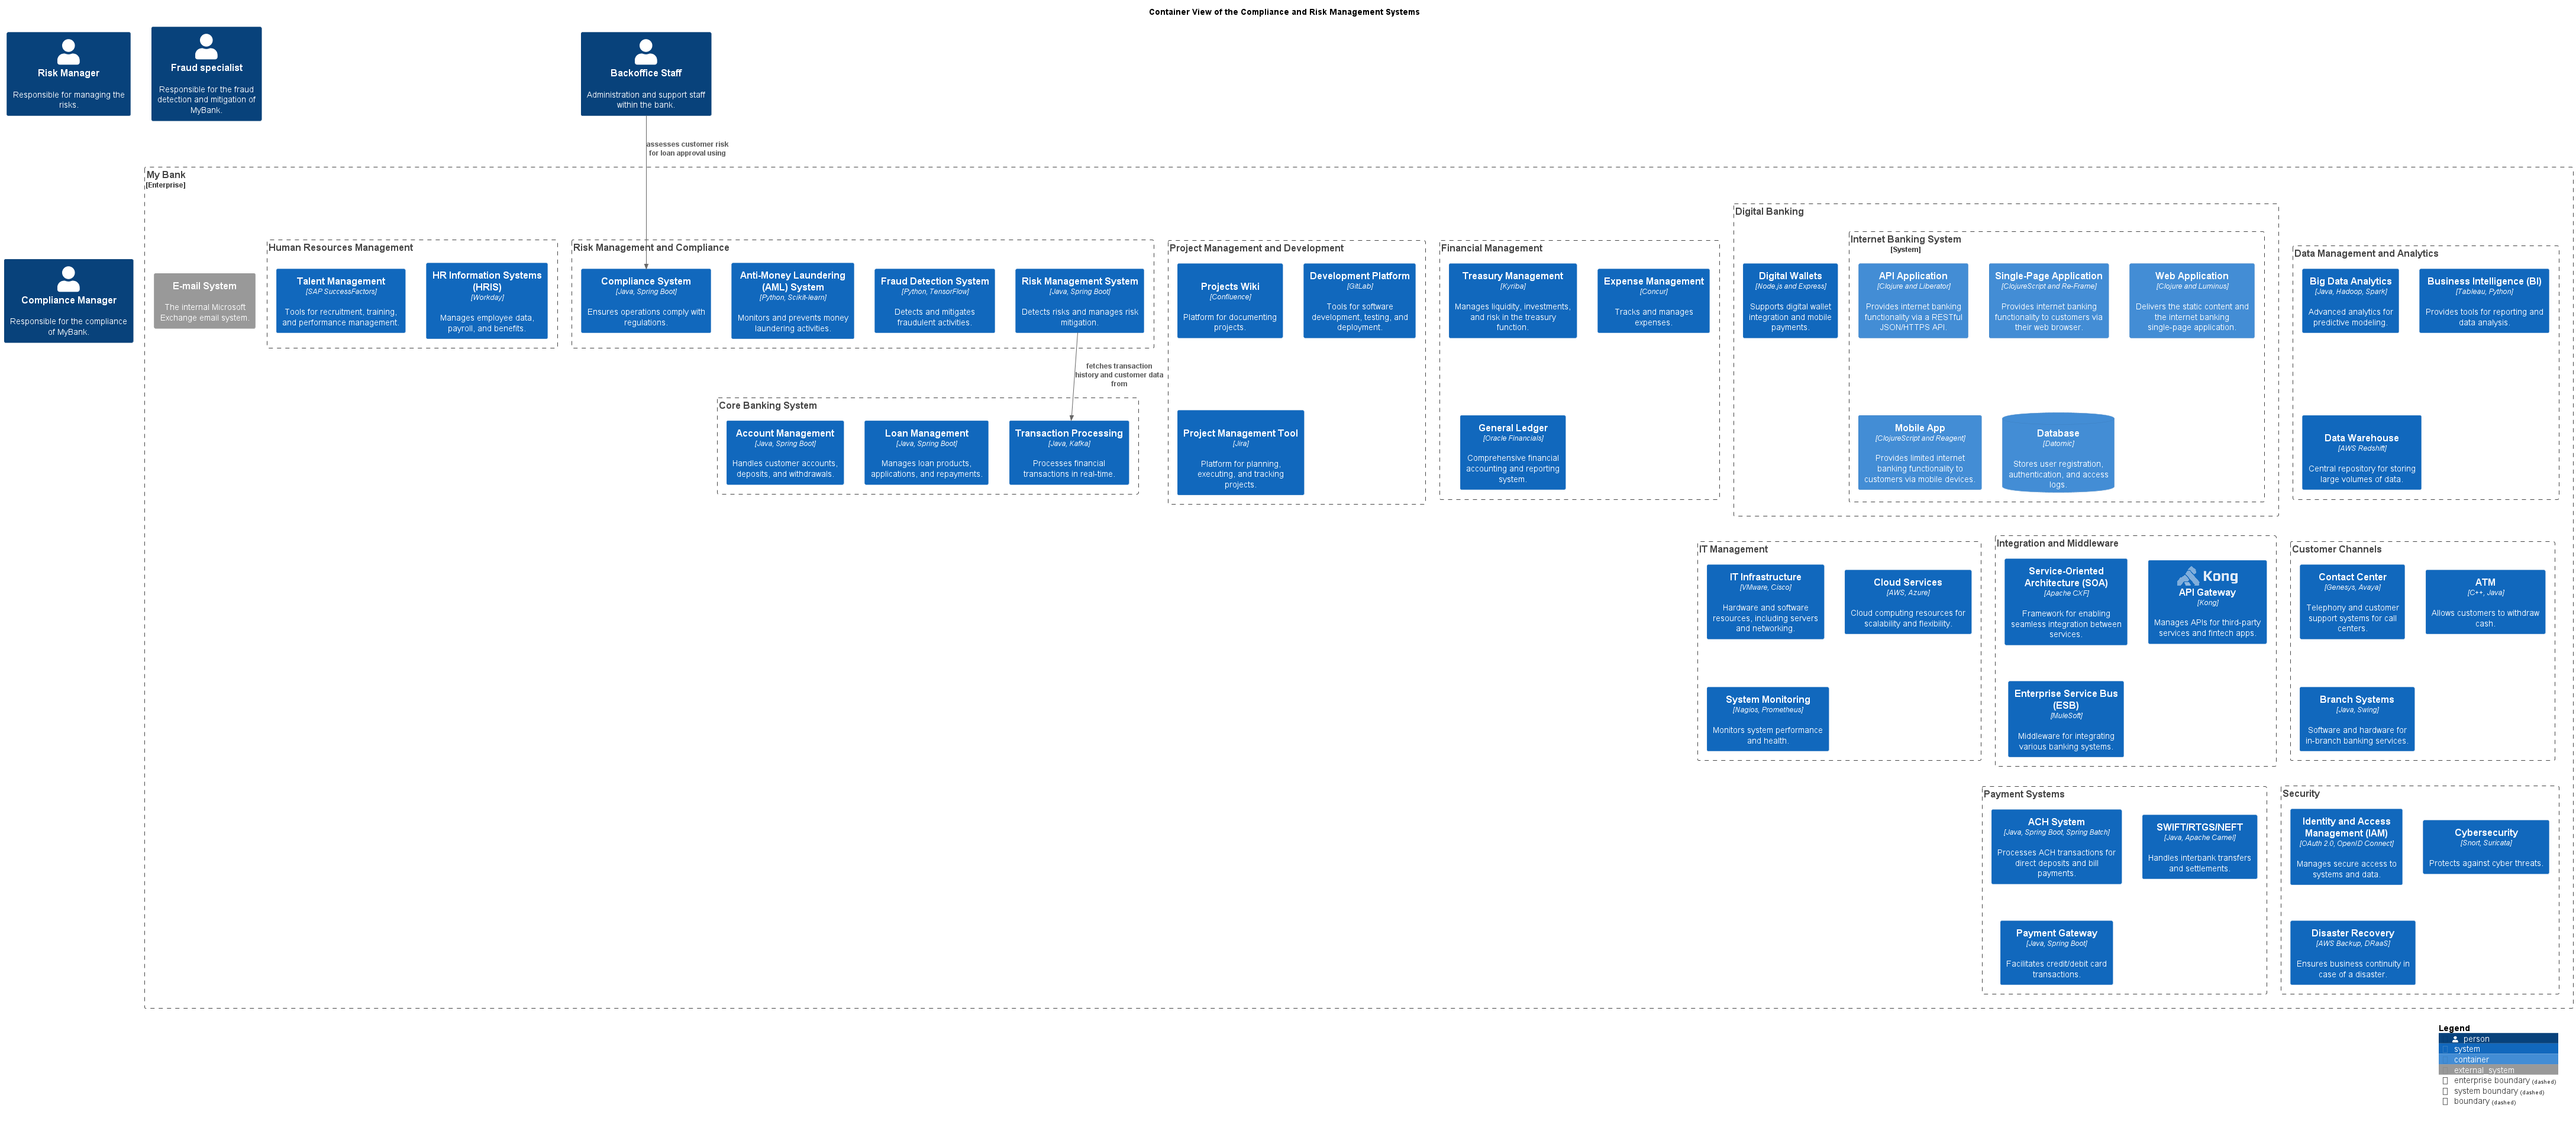 Container View of the Compliance and Risk Management Systems
Risk Manager
Responsible for managing the
risks.
Fraud specialist
Responsible for the fraud
detection and mitigation of
MyBank.
Backoffice Staff
Administration and support staff
within the bank.
assesses customer risk
for loan approval using
My Bank
[Enterprise]
Compliance Manager
Responsible for the compliance
of MyBank.
E-mail System
The internal Microsoft
Exchange email system.
Human Resources Management
Talent Management
[SAP SuccessFactors]
Tools for recruitment, training,
and performance management.
HR Information Systems
(HRIS)
[Workday]
Manages employee data,
payroll, and benefits.
Risk Management and Compliance
Compliance System
[Java, Spring Boot]
Ensures operations comply with
regulations.
Anti-Money Laundering
(AML) System
[Python, Scikit-learn]
Monitors and prevents money
laundering activities.
Fraud Detection System
[Python, TensorFlow]
Detects and mitigates
fraudulent activities.
Risk Management System
[Java, Spring Boot]
Detects risks and manages risk
mitigation.
fetches transaction
history and customer data
from
Core Banking System
Account Management
[Java, Spring Boot]
Handles customer accounts,
deposits, and withdrawals.
Loan Management
[Java, Spring Boot]
Manages loan products,
applications, and repayments.
Transaction Processing
[Java, Kafka]
Processes financial
transactions in real-time.
Project Management and Development
Projects Wiki
[Confluence]
Platform for documenting
projects.
Development Platform
[GitLab]
Tools for software
development, testing, and
deployment.
Project Management Tool
[Jira]
Platform for planning,
executing, and tracking
projects.
Financial Management
Treasury Management
[Kyriba]
Manages liquidity, investments,
and risk in the treasury
function.
Expense Management
[Concur]
Tracks and manages
expenses.
General Ledger
[Oracle Financials]
Comprehensive financial
accounting and reporting
system.
Digital Banking
Digital Wallets
[Node.js and Express]
Supports digital wallet
integration and mobile
payments.
Internet Banking System
[System]
API Application
[Clojure and Liberator]
Provides internet banking
functionality via a RESTful
JSON/HTTPS API.
Single-Page Application
[ClojureScript and Re-Frame]
Provides internet banking
functionality to customers via
their web browser.
Web Application
[Clojure and Luminus]
Delivers the static content and
the internet banking
single-page application.
Mobile App
[ClojureScript and Reagent]
Provides limited internet
banking functionality to
customers via mobile devices.
Database
[Datomic]
Stores user registration,
authentication, and access
logs.
Data Management and Analytics
Big Data Analytics
[Java, Hadoop, Spark]
Advanced analytics for
predictive modeling.
Business Intelligence (BI)
[Tableau, Python]
Provides tools for reporting and
data analysis.
Data Warehouse
[AWS Redshift]
Central repository for storing
large volumes of data.
IT Management
IT Infrastructure
[VMware, Cisco]
Hardware and software
resources, including servers
and networking.
Cloud Services
[AWS, Azure]
Cloud computing resources for
scalability and flexibility.
System Monitoring
[Nagios, Prometheus]
Monitors system performance
and health.
Integration and Middleware
Service-Oriented
Architecture (SOA)
[Apache CXF]
Framework for enabling
seamless integration between
services.
Kong
API Gateway
[Kong]
Manages APIs for third-party
services and fintech apps.
Enterprise Service Bus
(ESB)
[MuleSoft]
Middleware for integrating
various banking systems.
Customer Channels
Contact Center
[Genesys, Avaya]
Telephony and customer
support systems for call
centers.
ATM
[C++, Java]
Allows customers to withdraw
cash.
Branch Systems
[Java, Swing]
Software and hardware for
in-branch banking services.
Payment Systems
ACH System
[Java, Spring Boot, Spring Batch]
Processes ACH transactions for
direct deposits and bill
payments.
SWIFT/RTGS/NEFT
[Java, Apache Camel]
Handles interbank transfers
and settlements.
Payment Gateway
[Java, Spring Boot]
Facilitates credit/debit card
transactions.
Security
Identity and Access
Management (IAM)
[OAuth 2.0, OpenID Connect]
Manages secure access to
systems and data.
Cybersecurity
[Snort, Suricata]
Protects against cyber threats.
Disaster Recovery
[AWS Backup, DRaaS]
Ensures business continuity in
case of a disaster.
Legend
person
system
container
external_system
enterprise boundary (dashed)
system boundary (dashed)
boundary (dashed)